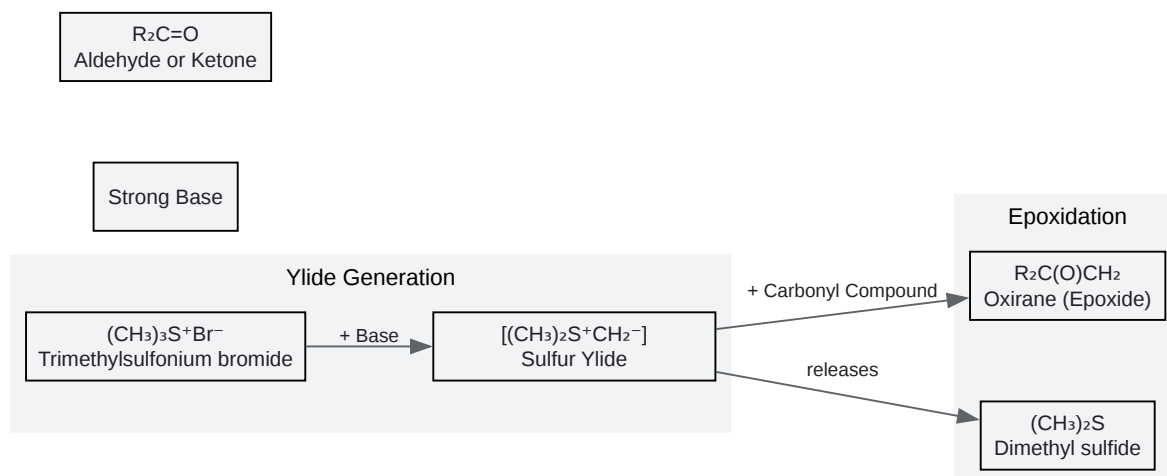 R₂C=O
Aldehyde or Ketone
Strong Base
Epoxidation
Ylide Generation
R₂C(O)CH₂
Oxirane (Epoxide)
+ Carbonyl Compound
(CH₃)₃S⁺Br⁻
Trimethylsulfonium bromide
+ Base
[(CH₃)₂S⁺CH₂⁻]
Sulfur Ylide
releases
(CH₃)₂S
Dimethyl sulfide